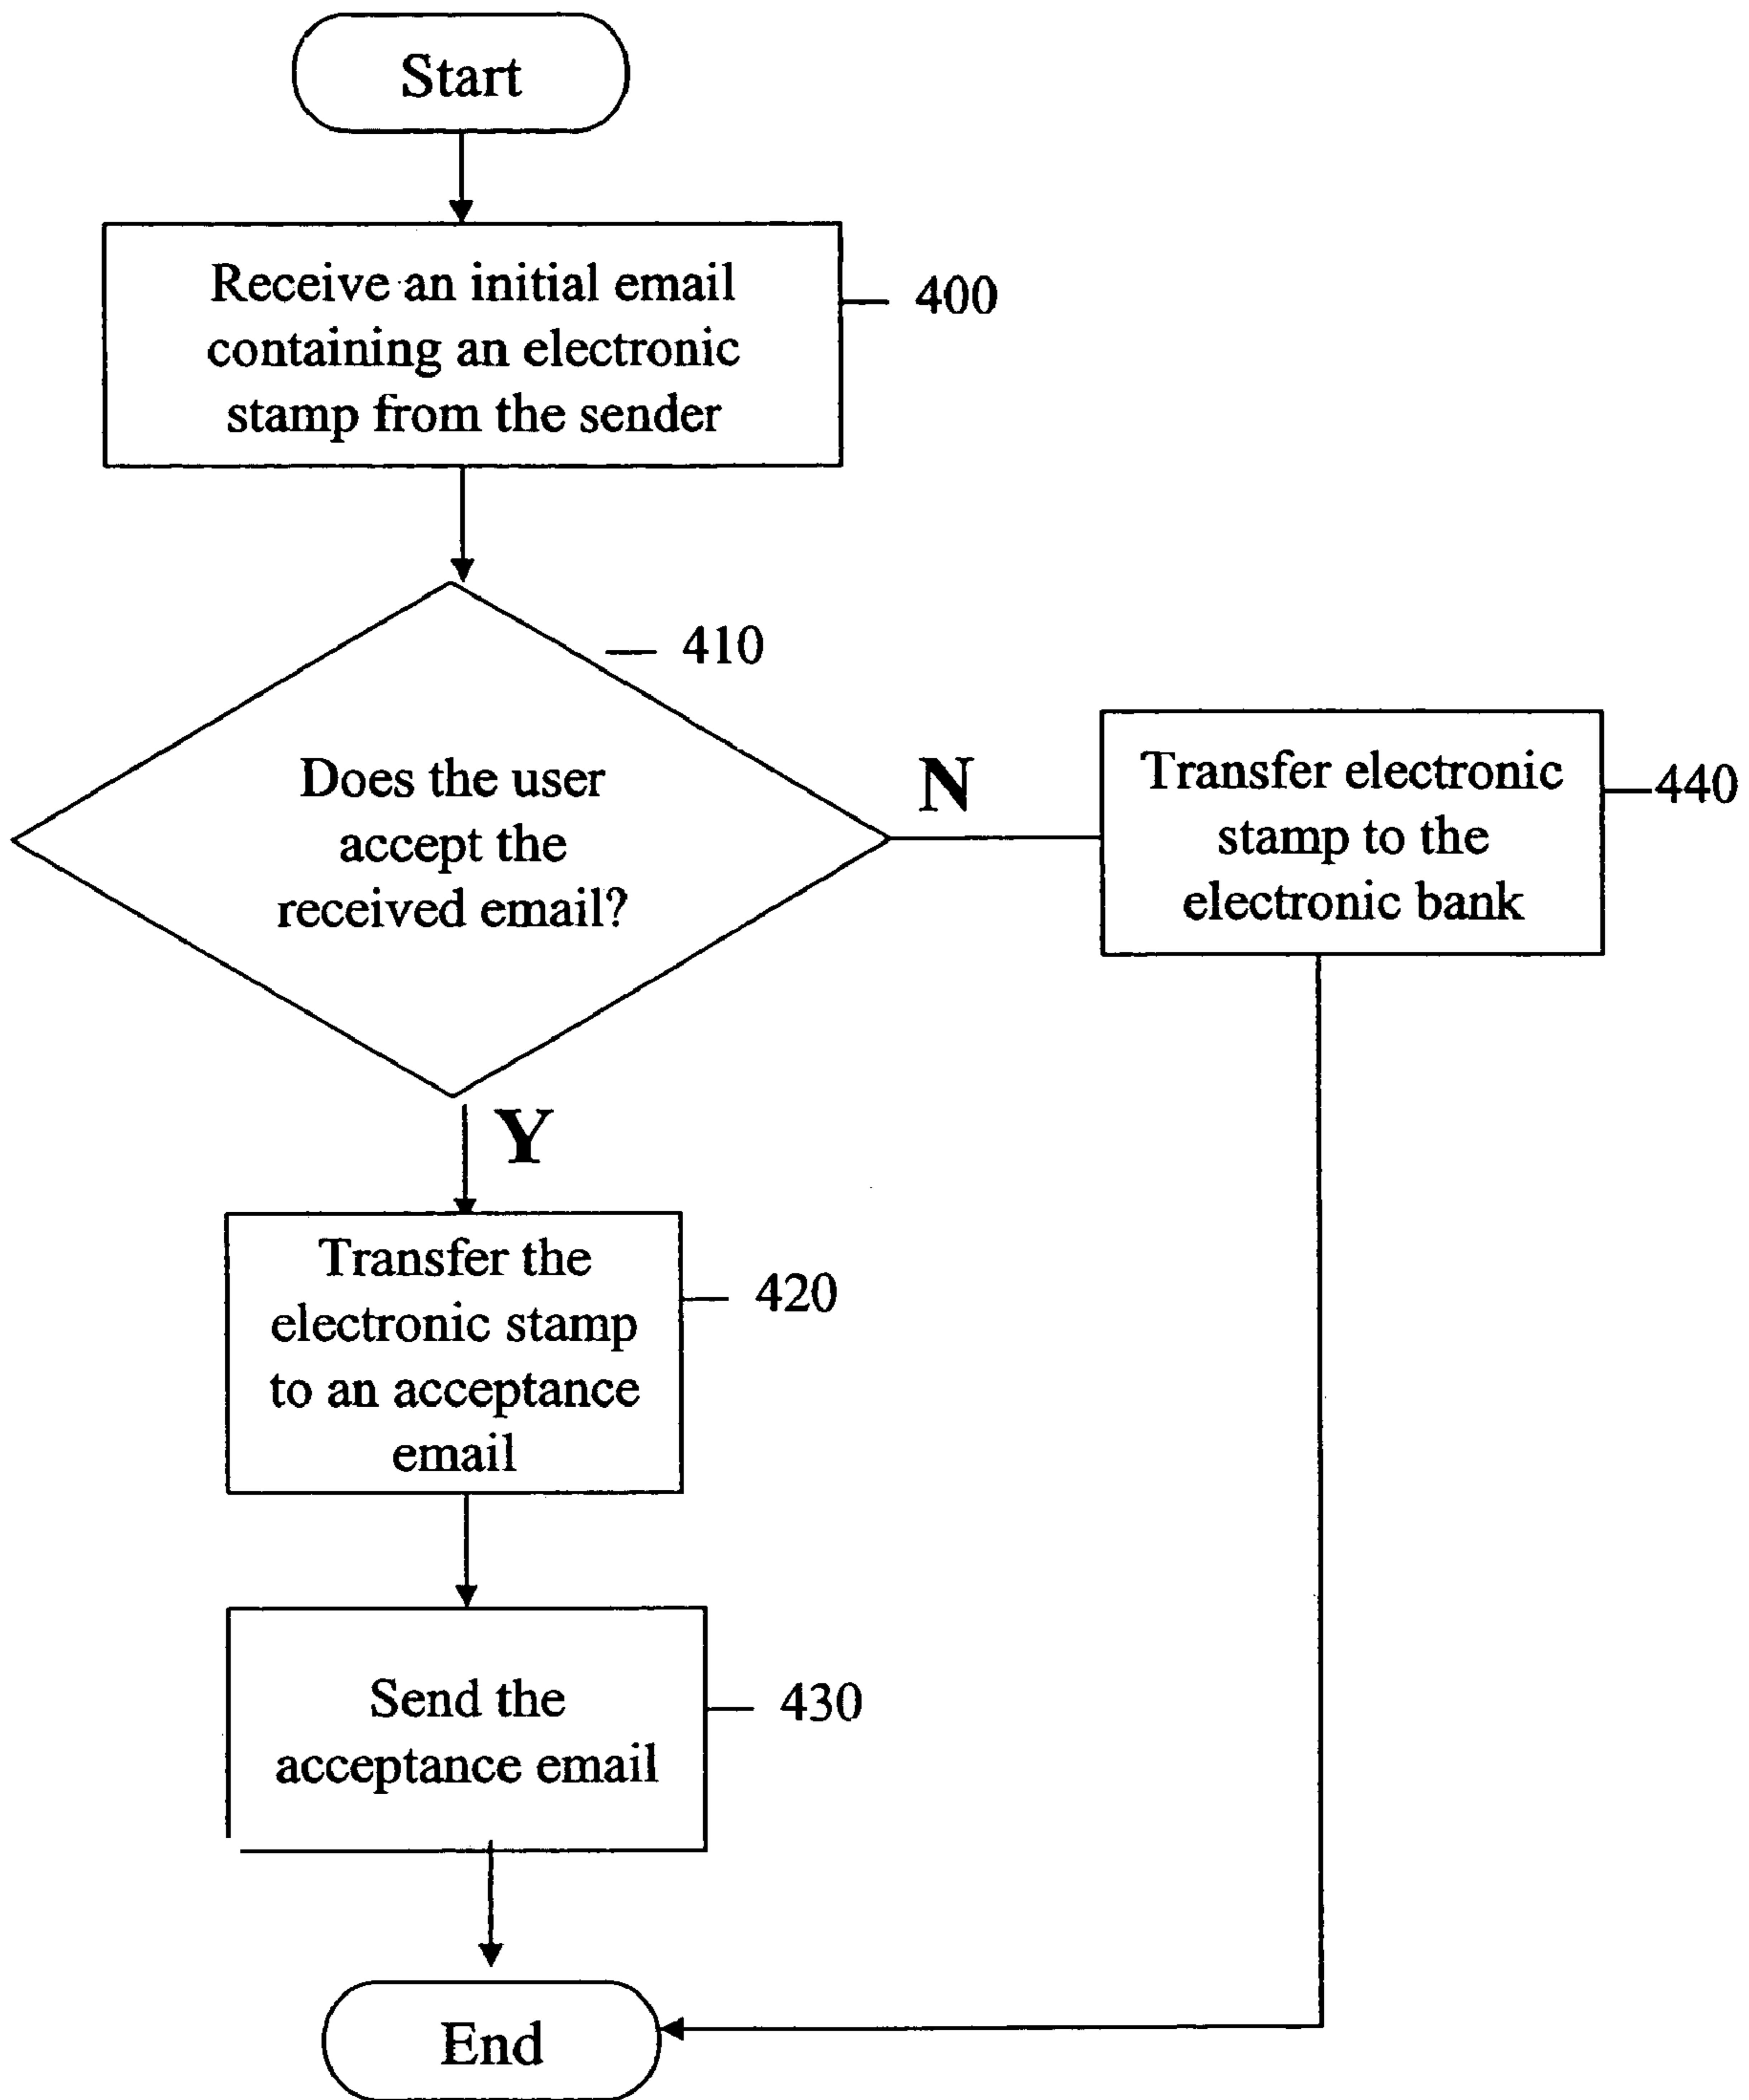 Start
Receive an initial email
containing an electronic
stamp from the sender
400
410
Does the user
accept the
received email?
N
Transfer electronic
stamp to the
electronic bank
440
Y
Transfer the
electronic stamp
to an acceptance
email
420
Send the
acceptance email
430
End